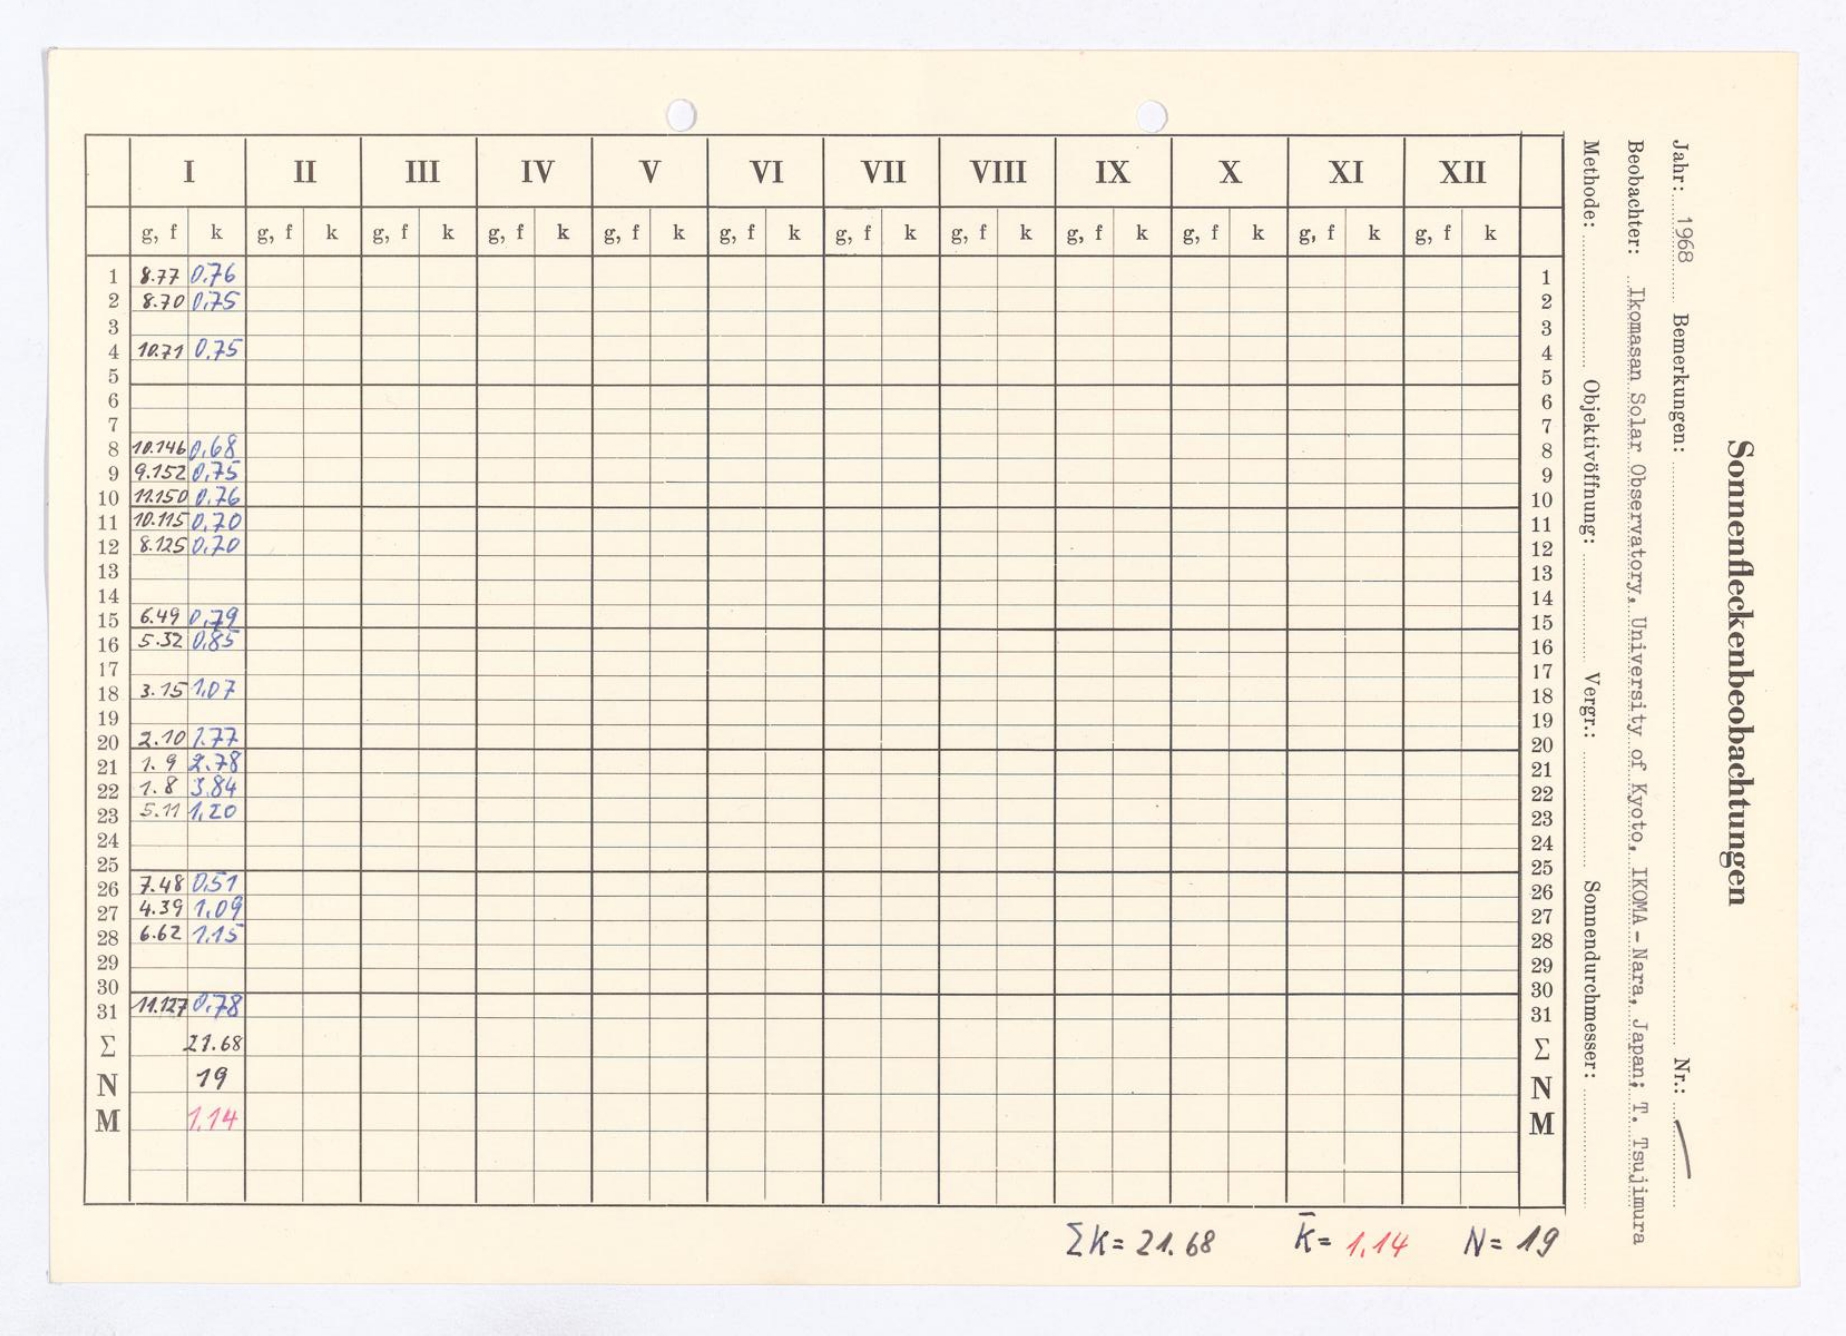 Sonnenfleckenbeobachtungen
Jahr: 1968 Bemerkungen: Nr.:
Beobachter: Ikomasan Solar Observatory, University of Kyoto, IKOMA-Nara, Japan; T. Tsujimura
Methode: Objektivöffnung: Vergr.: Sonnendurchmesser:
I II III IV V VI VII VIII IX X XI XII
g, f k g, f k g, f k g, f k g, f k g, f k g, f k g, f k g, f k g, f k g, f k g, f k
1 8.77 0.76 1
2 8.70 0.75 2
3 3
4 10.71 0.75 4
5 5
6 6
7 7
8 10.146 0.68 8
9 9.152 0.75 9
10 11.150 0.76 10
11 10.115 0.70 11
12 8.125 0.70 12
13 13
14 14
15 6.49 0.79 15
16 5.32 0.85 16
17 17
18 3.15 1.07 18
19 19
20 2.10 1.77 20
21 1.9 2.78 21
22 1.8 3.84 22
23 5.11 1.20 23
24 24
25 25
26 7.48 0.51 26
27 4.39 1.09 27
28 6.62 1.15 28
29 29
30 30
31 11.127 0.78 31
Σ 21.68 Σ
N 19 N
M 1.14 M
Σk = 21.68 k̄ = 1.14 N = 19